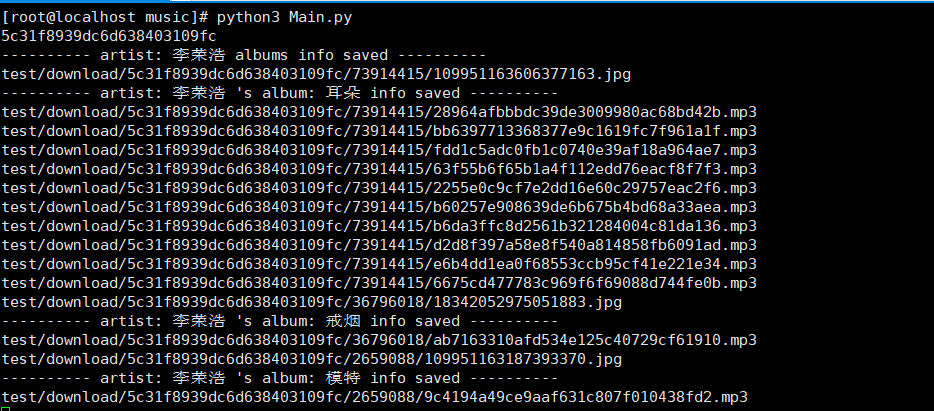 [root@localhost music]# python3 Main.py
5c31f8939dc6d638403109fc
---------- artist: 李荣浩 albums info saved ----------
test/download/5c31f8939dc6d638403109fc/73914415/109951163606377163.jpg
---------- artist: 李荣浩 's album: 耳朵 info saved ----------
test/download/5c31f8939dc6d638403109fc/73914415/28964afbbbdc39de3009980ac68bd42b.mp3
test/download/5c31f8939dc6d638403109fc/73914415/bb6397713368377e9c1619fc7f961a1f.mp3
test/download/5c31f8939dc6d638403109fc/73914415/fdd1c5adc0fb1c0740e39af18a964ae7.mp3
test/download/5c31f8939dc6d638403109fc/73914415/63f55b6f65b1a4f112edd76eacf8f7f3.mp3
test/download/5c31f8939dc6d638403109fc/73914415/2255e0c9cf7e2dd16e60c29757eac2f6.mp3
test/download/5c31f8939dc6d638403109fc/73914415/b60257e908639de6b675b4bd68a33aea.mp3
test/download/5c31f8939dc6d638403109fc/73914415/b6da3ffc8d2561b321284004c81da136.mp3
test/download/5c31f8939dc6d638403109fc/73914415/d2d8f397a58e8f540a814858fb6091ad.mp3
test/download/5c31f8939dc6d638403109fc/73914415/e6b4dd1ea0f68553ccb95cf41e221e34.mp3
test/download/5c31f8939dc6d638403109fc/73914415/6675cd477783c969f6f69088d744fe0b.mp3
test/download/5c31f8939dc6d638403109fc/36796018/18342052975051883.jpg
---------- artist: 李荣浩 's album: 戒烟 info saved ----------
test/download/5c31f8939dc6d638403109fc/36796018/ab7163310afd534e125c40729cf61910.mp3
test/download/5c31f8939dc6d638403109fc/2659088/109951163187393370.jpg
---------- artist: 李荣浩 's album: 模特 info saved ----------
test/download/5c31f8939dc6d638403109fc/2659088/9c4194a49ce9aaf631c807f010438fd2.mp3